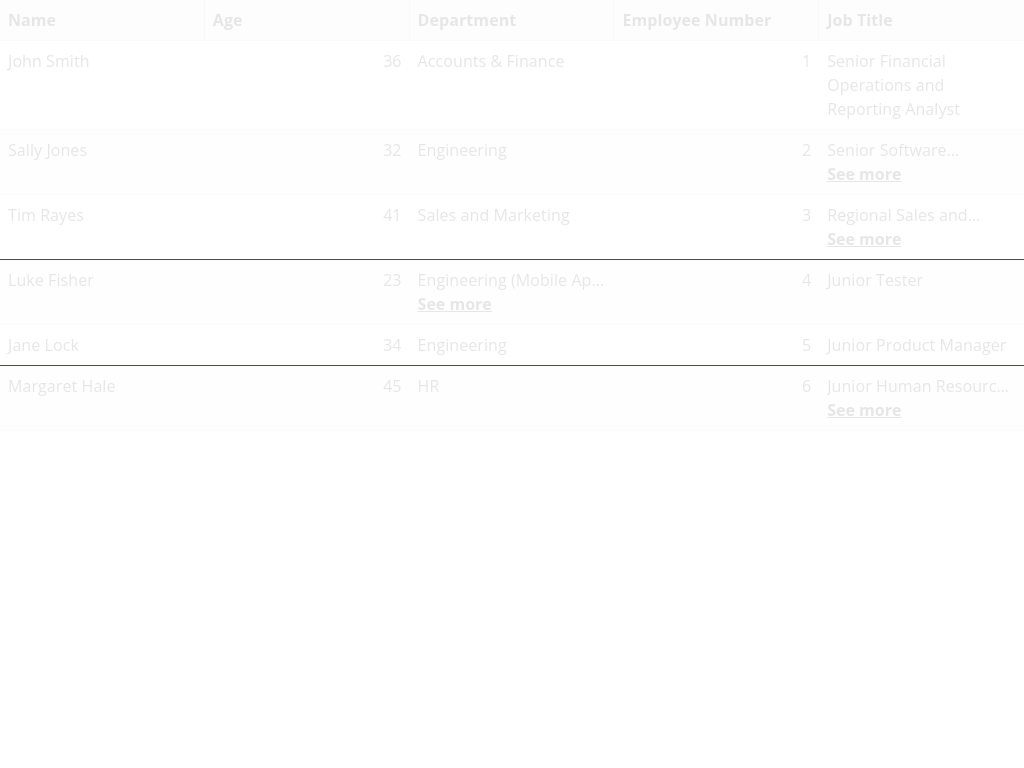 Name Age Department Employee Number Job Title
John Smith 36 Accounts & Finance 1 Senior Financial
Operations and
Reporting Analyst
Sally Jones 32 Engineering 2 Senior Software...
See more
Tim Rayes 41 Sales and Marketing 3 Regional Sales and...
See more
Luke Fisher 23 Engineering (Mobile Ap... 4 Junior Tester
See more
Jane Lock 34 Engineering 5 Junior Product Manager
Margaret Hale 45 HR 6 Junior Human Resourc...
See more